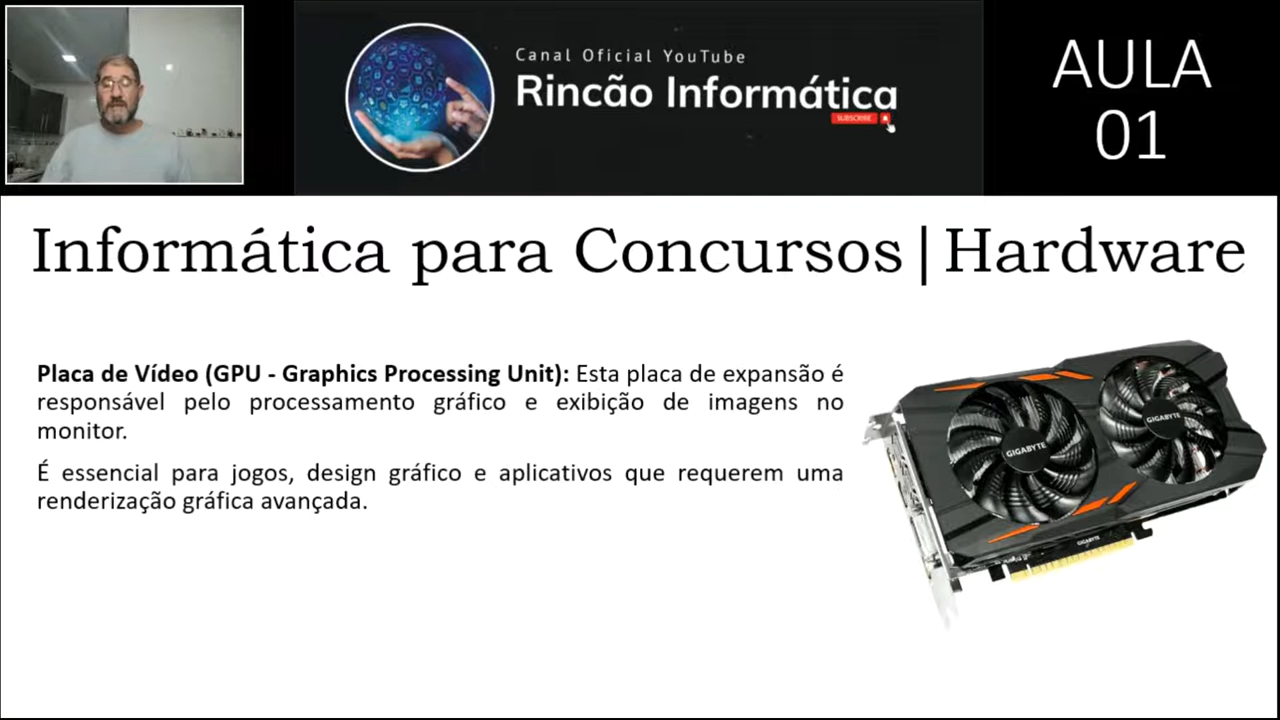 Canal Oficial YouTube
Rincão Informática
SUBSCRIBE
AULA
01
Informática para Concursos|Hardware
Placa de Vídeo (GPU - Graphics Processing Unit): Esta placa de expansão é
responsável pelo processamento gráfico e exibição de imagens no
monitor.
É essencial para jogos, design gráfico e aplicativos que requerem uma
renderização gráfica avançada.
GIGABYTE
GIGABYTE
GIGABYTE